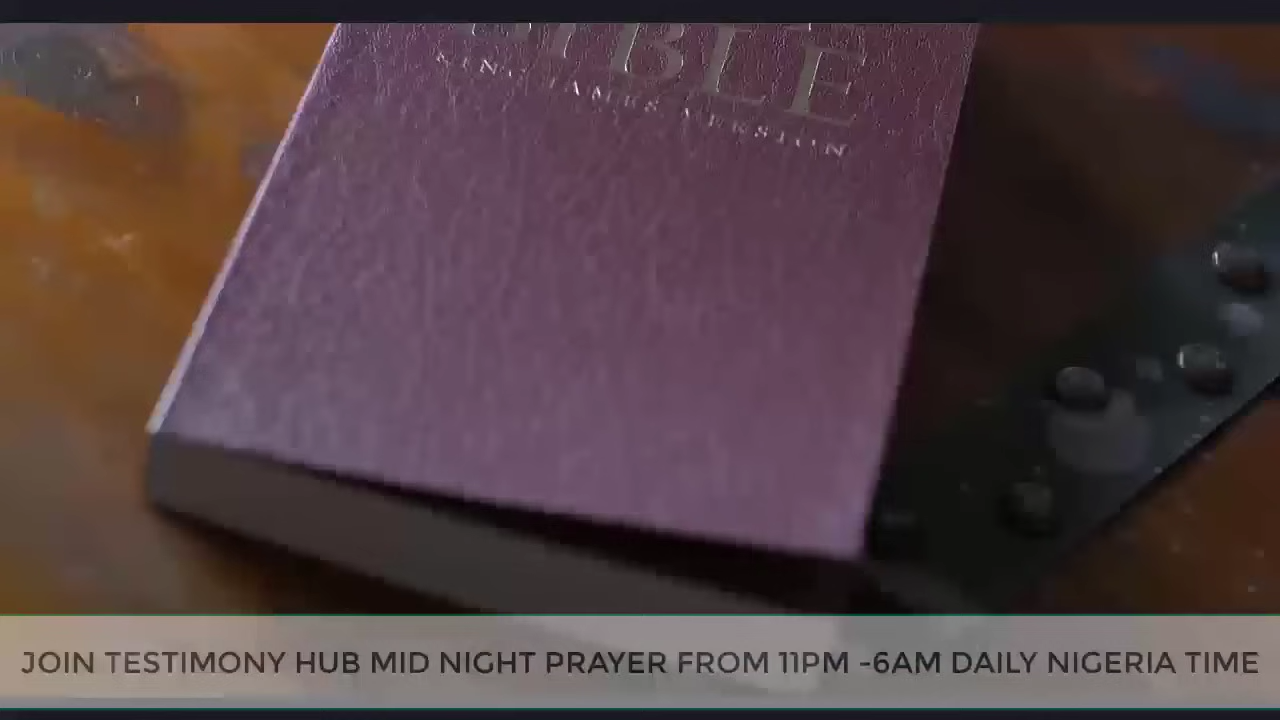 BIBLE
KING JAMES VERSION
JOIN TESTIMONY HUB MID NIGHT PRAYER FROM 11PM -6AM DAILY NIGERIA TIME